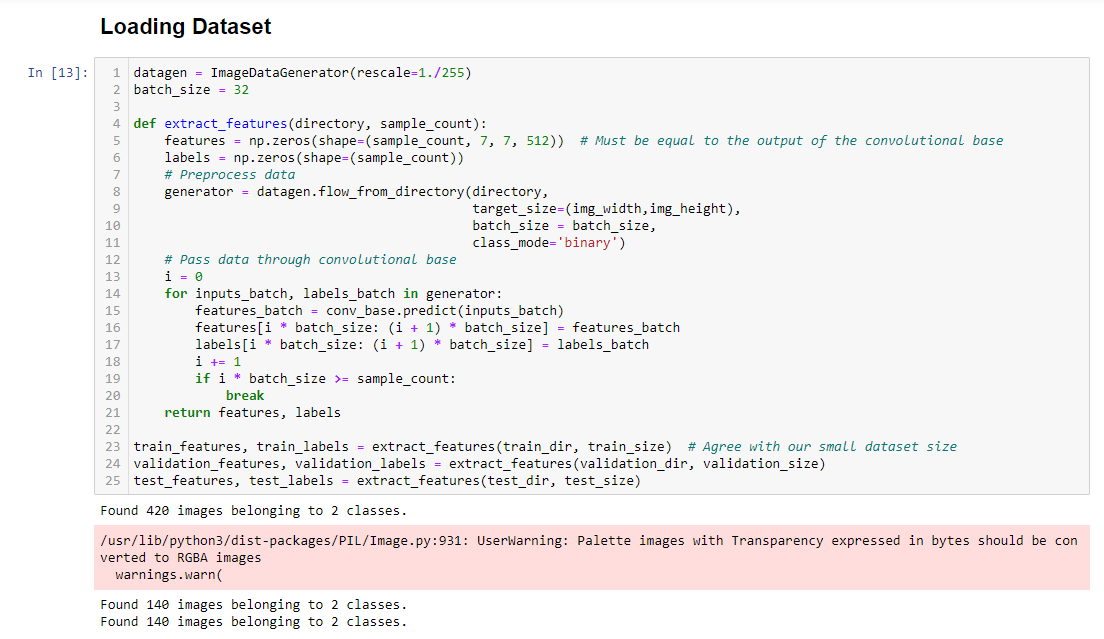 Loading Dataset
In [13]:
1 datagen = ImageDataGenerator(rescale=1./255)
2 batch_size = 32
3
4 def extract_features(directory, sample_count):
5     features = np.zeros(shape=(sample_count, 7, 7, 512))  # Must be equal to the output of the convolutional base
6     labels = np.zeros(shape=(sample_count))
7     # Preprocess data
8     generator = datagen.flow_from_directory(directory,
9                                             target_size=(img_width,img_height),
10                                             batch_size = batch_size,
11                                             class_mode='binary')
12     # Pass data through convolutional base
13     i = 0
14     for inputs_batch, labels_batch in generator:
15         features_batch = conv_base.predict(inputs_batch)
16         features[i * batch_size: (i + 1) * batch_size] = features_batch
17         labels[i * batch_size: (i + 1) * batch_size] = labels_batch
18         i += 1
19         if i * batch_size >= sample_count:
20             break
21     return features, labels
22
23 train_features, train_labels = extract_features(train_dir, train_size)  # Agree with our small dataset size
24 validation_features, validation_labels = extract_features(validation_dir, validation_size)
25 test_features, test_labels = extract_features(test_dir, test_size)
Found 420 images belonging to 2 classes.
/usr/lib/python3/dist-packages/PIL/Image.py:931: UserWarning: Palette images with Transparency expressed in bytes should be con
verted to RGBA images
  warnings.warn(
Found 140 images belonging to 2 classes.
Found 140 images belonging to 2 classes.